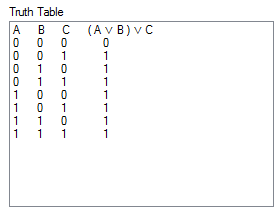 Truth Table
A B C ( A ∨ B ) ∨ C
0 0 0 0
0 0 1 1
0 1 0 1
0 1 1 1
1 0 0 1
1 0 1 1
1 1 0 1
1 1 1 1